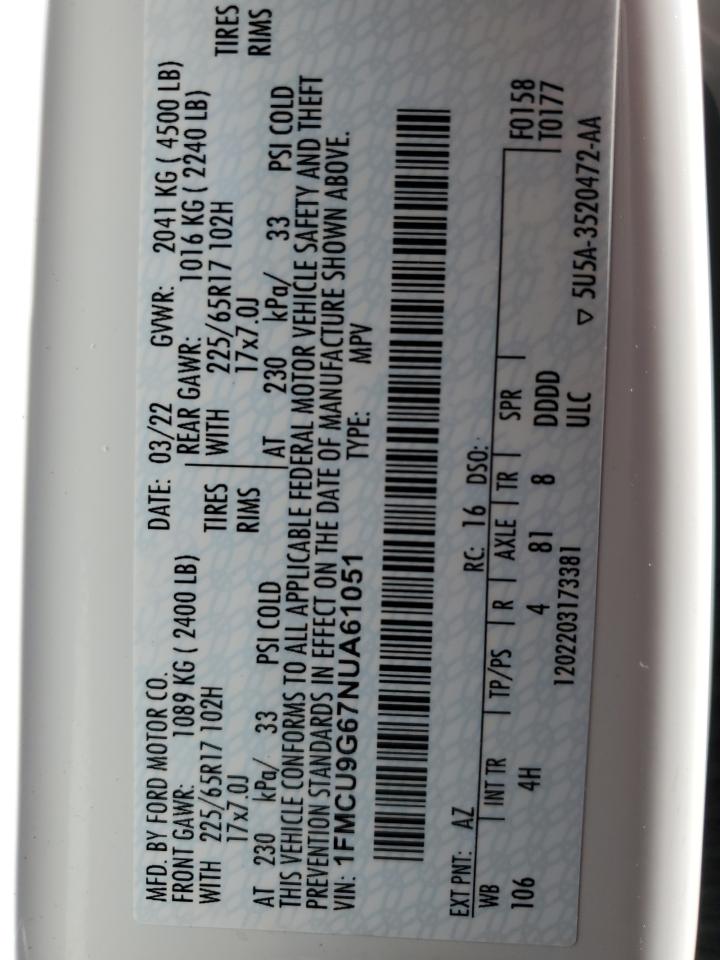 MFD. BY FORD MOTOR CO. DATE: 03/22 GVWR: 2041 KG ( 4500 LB)
FRONT GAWR: 1089 KG ( 2400 LB) REAR GAWR: 1016 KG ( 2240 LB)
WITH 225/65R17 102H TIRES WITH 225/65R17 102H TIRES
17x7.0J RIMS 17x7.0J RIMS
AT 230 kPa/ 33 PSI COLD AT 230 kPa/ 33 PSI COLD
THIS VEHICLE CONFORMS TO ALL APPLICABLE FEDERAL MOTOR VEHICLE SAFETY AND THEFT
PREVENTION STANDARDS IN EFFECT ON THE DATE OF MANUFACTURE SHOWN ABOVE.
VIN: 1FMCU9G67NUA61051 TYPE: MPV
EXT PNT: AZ RC: 16 DSO:
WB INT TR TP/PS R AXLE TR SPR F0158
106 4H 4 81 8 DDDD T0177
1202203173381 ULC
▽ 5U5A-3520472-AA